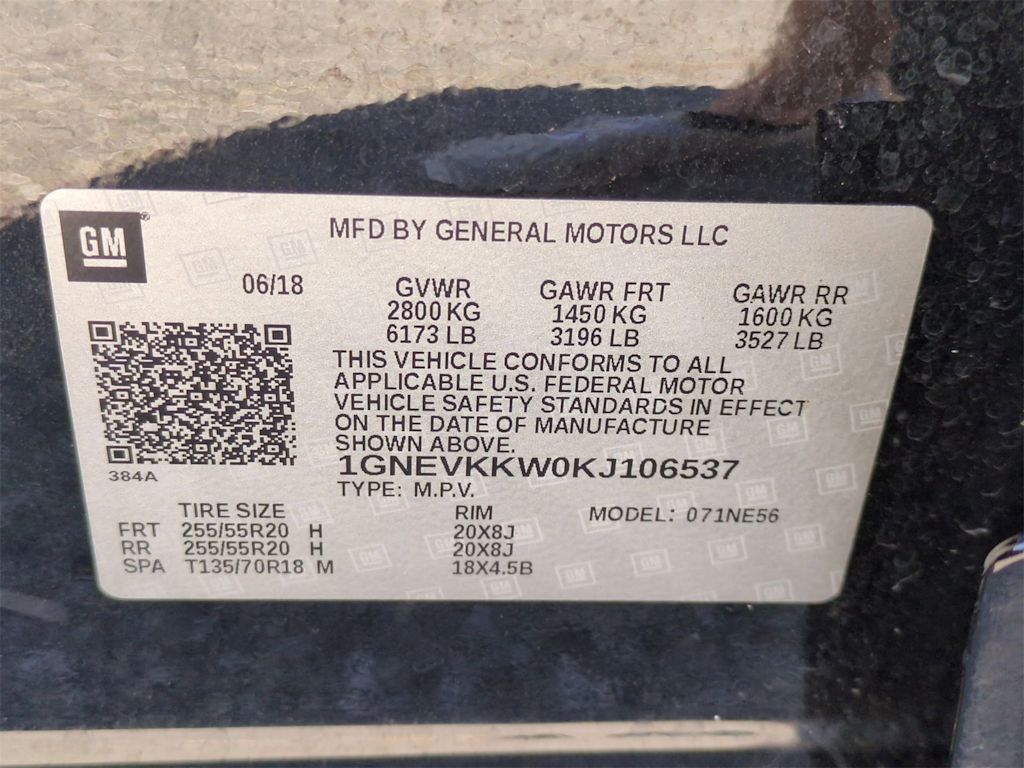 GM
MFD BY GENERAL MOTORS LLC
06/18
GVWR GAWR FRT GAWR RR
2800 KG 1450 KG 1600 KG
6173 LB 3196 LB 3527 LB
THIS VEHICLE CONFORMS TO ALL
APPLICABLE U.S. FEDERAL MOTOR
VEHICLE SAFETY STANDARDS IN EFFECT
ON THE DATE OF MANUFACTURE
SHOWN ABOVE.
384A
1GNEVKKW0KJ106537
TYPE: M.P.V.
TIRE SIZE RIM MODEL: 071NE56
FRT 255/55R20 H 20X8J
RR 255/55R20 H 20X8J
SPA T135/70R18 M 18X4.5B